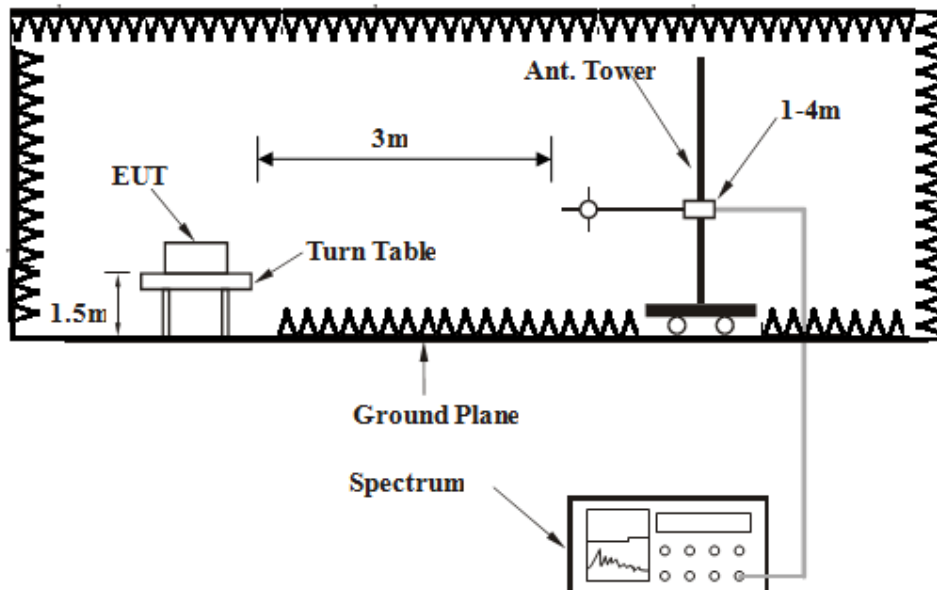 Ant. Tower
1-4m
3m
EUT
Turn Table
1.5m
Ground Plane
Spectrum